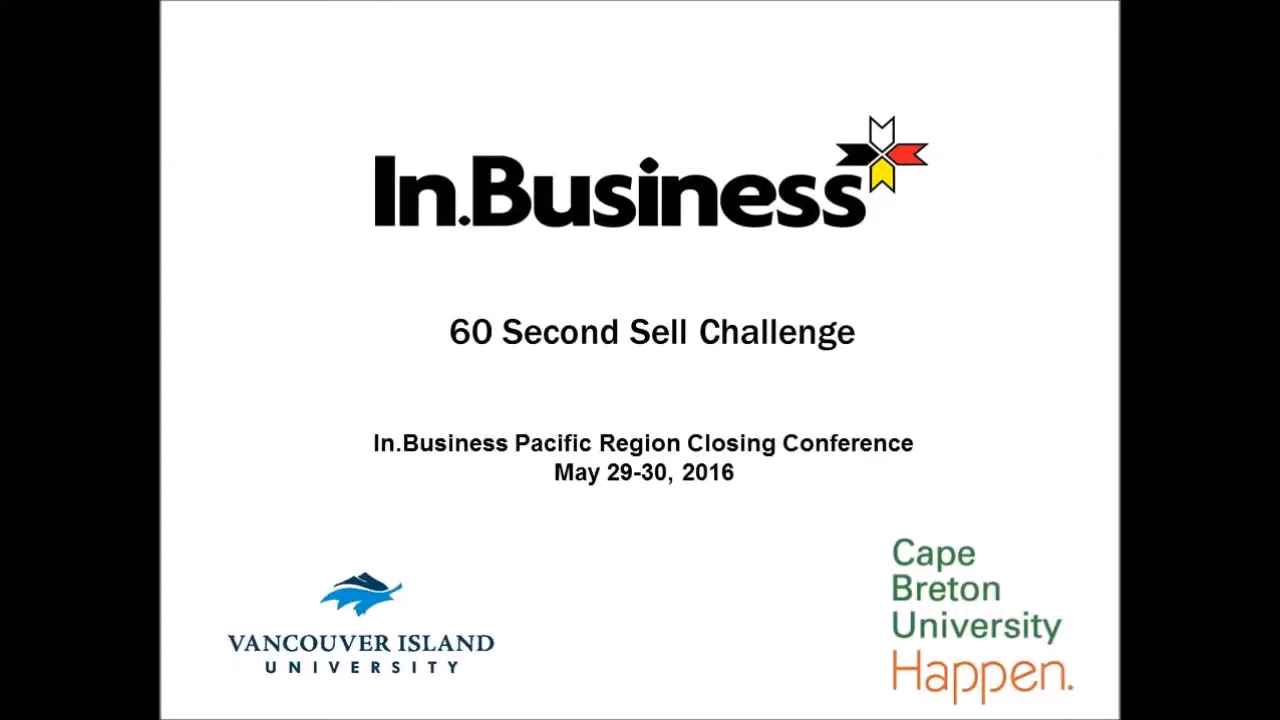 In.Business
60 Second Sell Challenge
In.Business Pacific Region Closing Conference
May 29-30, 2016
VANCOUVER ISLAND
UNIVERSITY
Cape
Breton
University
Happen.